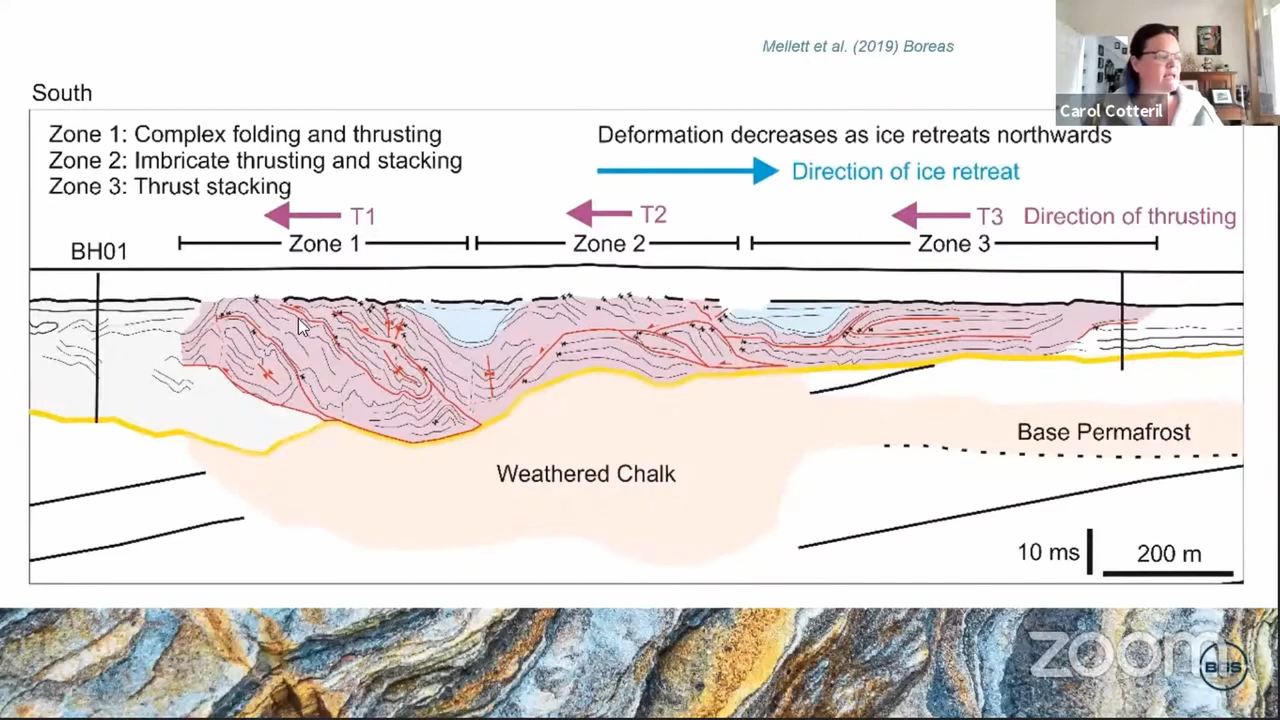 Mellett et al. (2019) Boreas
Carol Cotteril
South
Zone 1: Complex folding and thrusting
Zone 2: Imbricate thrusting and stacking
Zone 3: Thrust stacking
Deformation decreases as ice retreats northwards
Direction of ice retreat
T1
T2
T3 Direction of thrusting
BH01
Zone 1
Zone 2
Zone 3
Base Permafrost
Weathered Chalk
10 ms
200 m
zoom
BGS